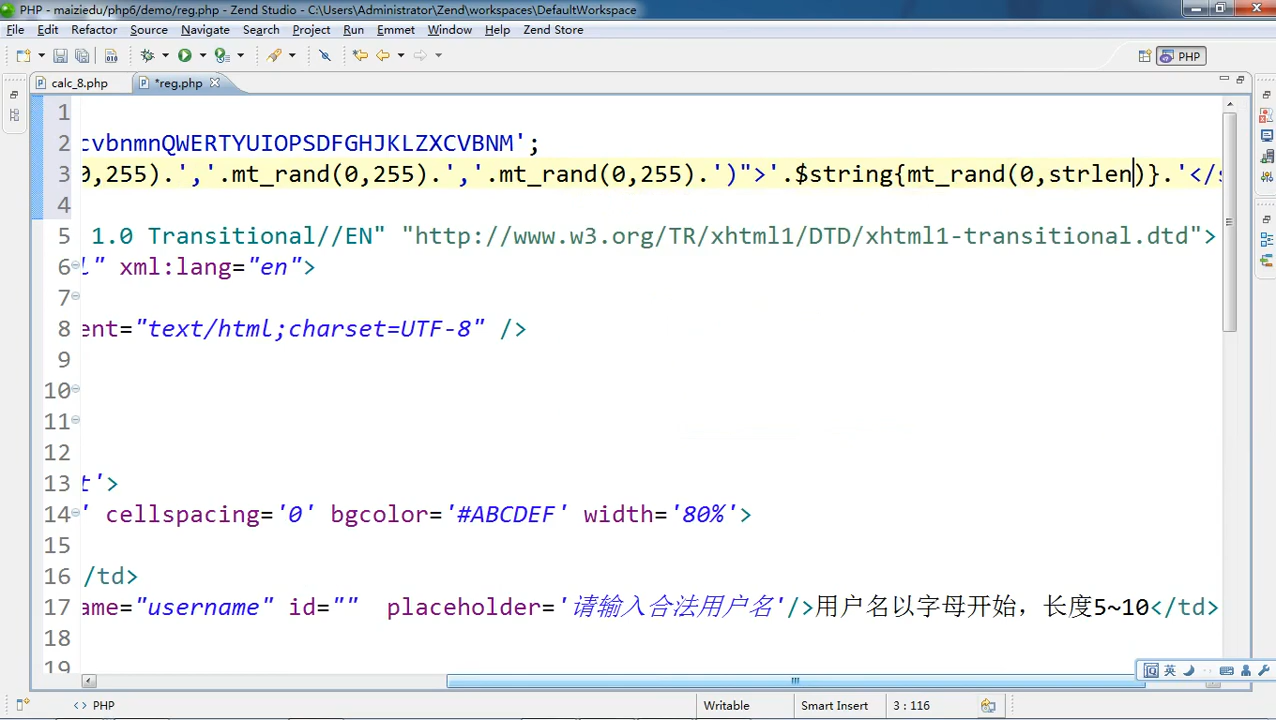 PHP - maiziedu/php6/demo/reg.php - Zend Studio - C:\Users\Administrator\Zend\workspaces\DefaultWorkspace
File Edit Refactor Source Navigate Search Project Run Emmet Window Help Zend Store
PHP
calc_8.php *reg.php
1
2 cvbnmnQWERTYUIOPSDFGHJKLZXCVBNM';
3 0,255).','.mt_rand(0,255).','.mt_rand(0,255).')">'.$string{mt_rand(0,strlen)}.'</s
4
5 1.0 Transitional//EN" "http://www.w3.org/TR/xhtml1/DTD/xhtml1-transitional.dtd">
6 l" xml:lang="en">
7
8 ent="text/html;charset=UTF-8" />
9
10
11
12
13 t'>
14 ' cellspacing='0' bgcolor='#ABCDEF' width='80%'>
15
16 /td>
17 ame="username" id="" placeholder='请输入合法用户名'/>用户名以字母开始，长度5~10</td>
18
19
英
<> PHP Writable Smart Insert 3 : 116